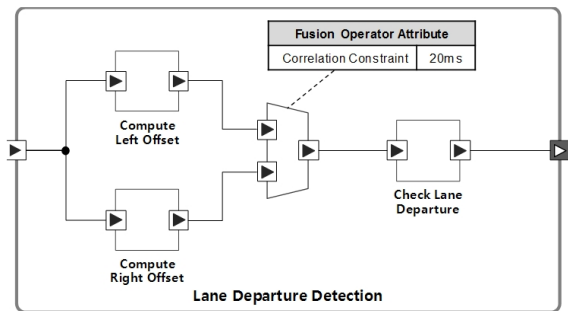 Fusion Operator Attribute
Correlation Constraint 20ms
Compute
Left Offset
Check Lane
Departure
Compute
Right Offset
Lane Departure Detection